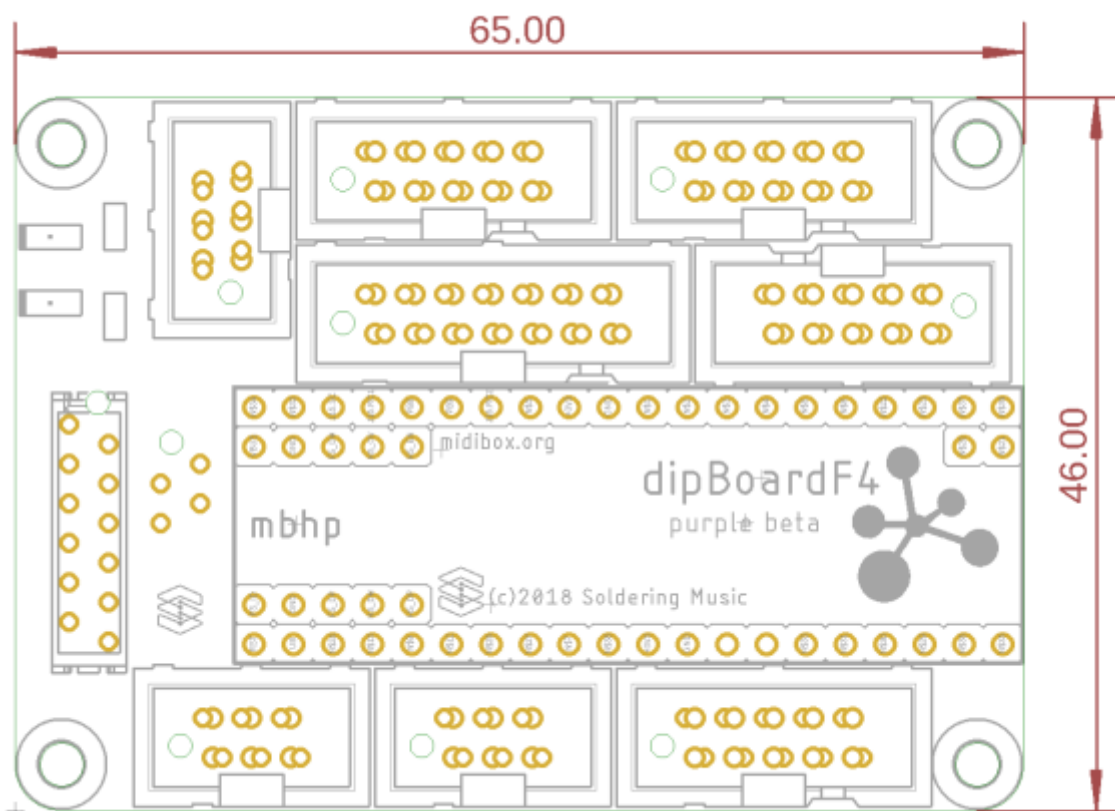 65.00
midibox.org
dipBoardF4
mbhp
purple beta
46.00
(c)2018 Soldering Music